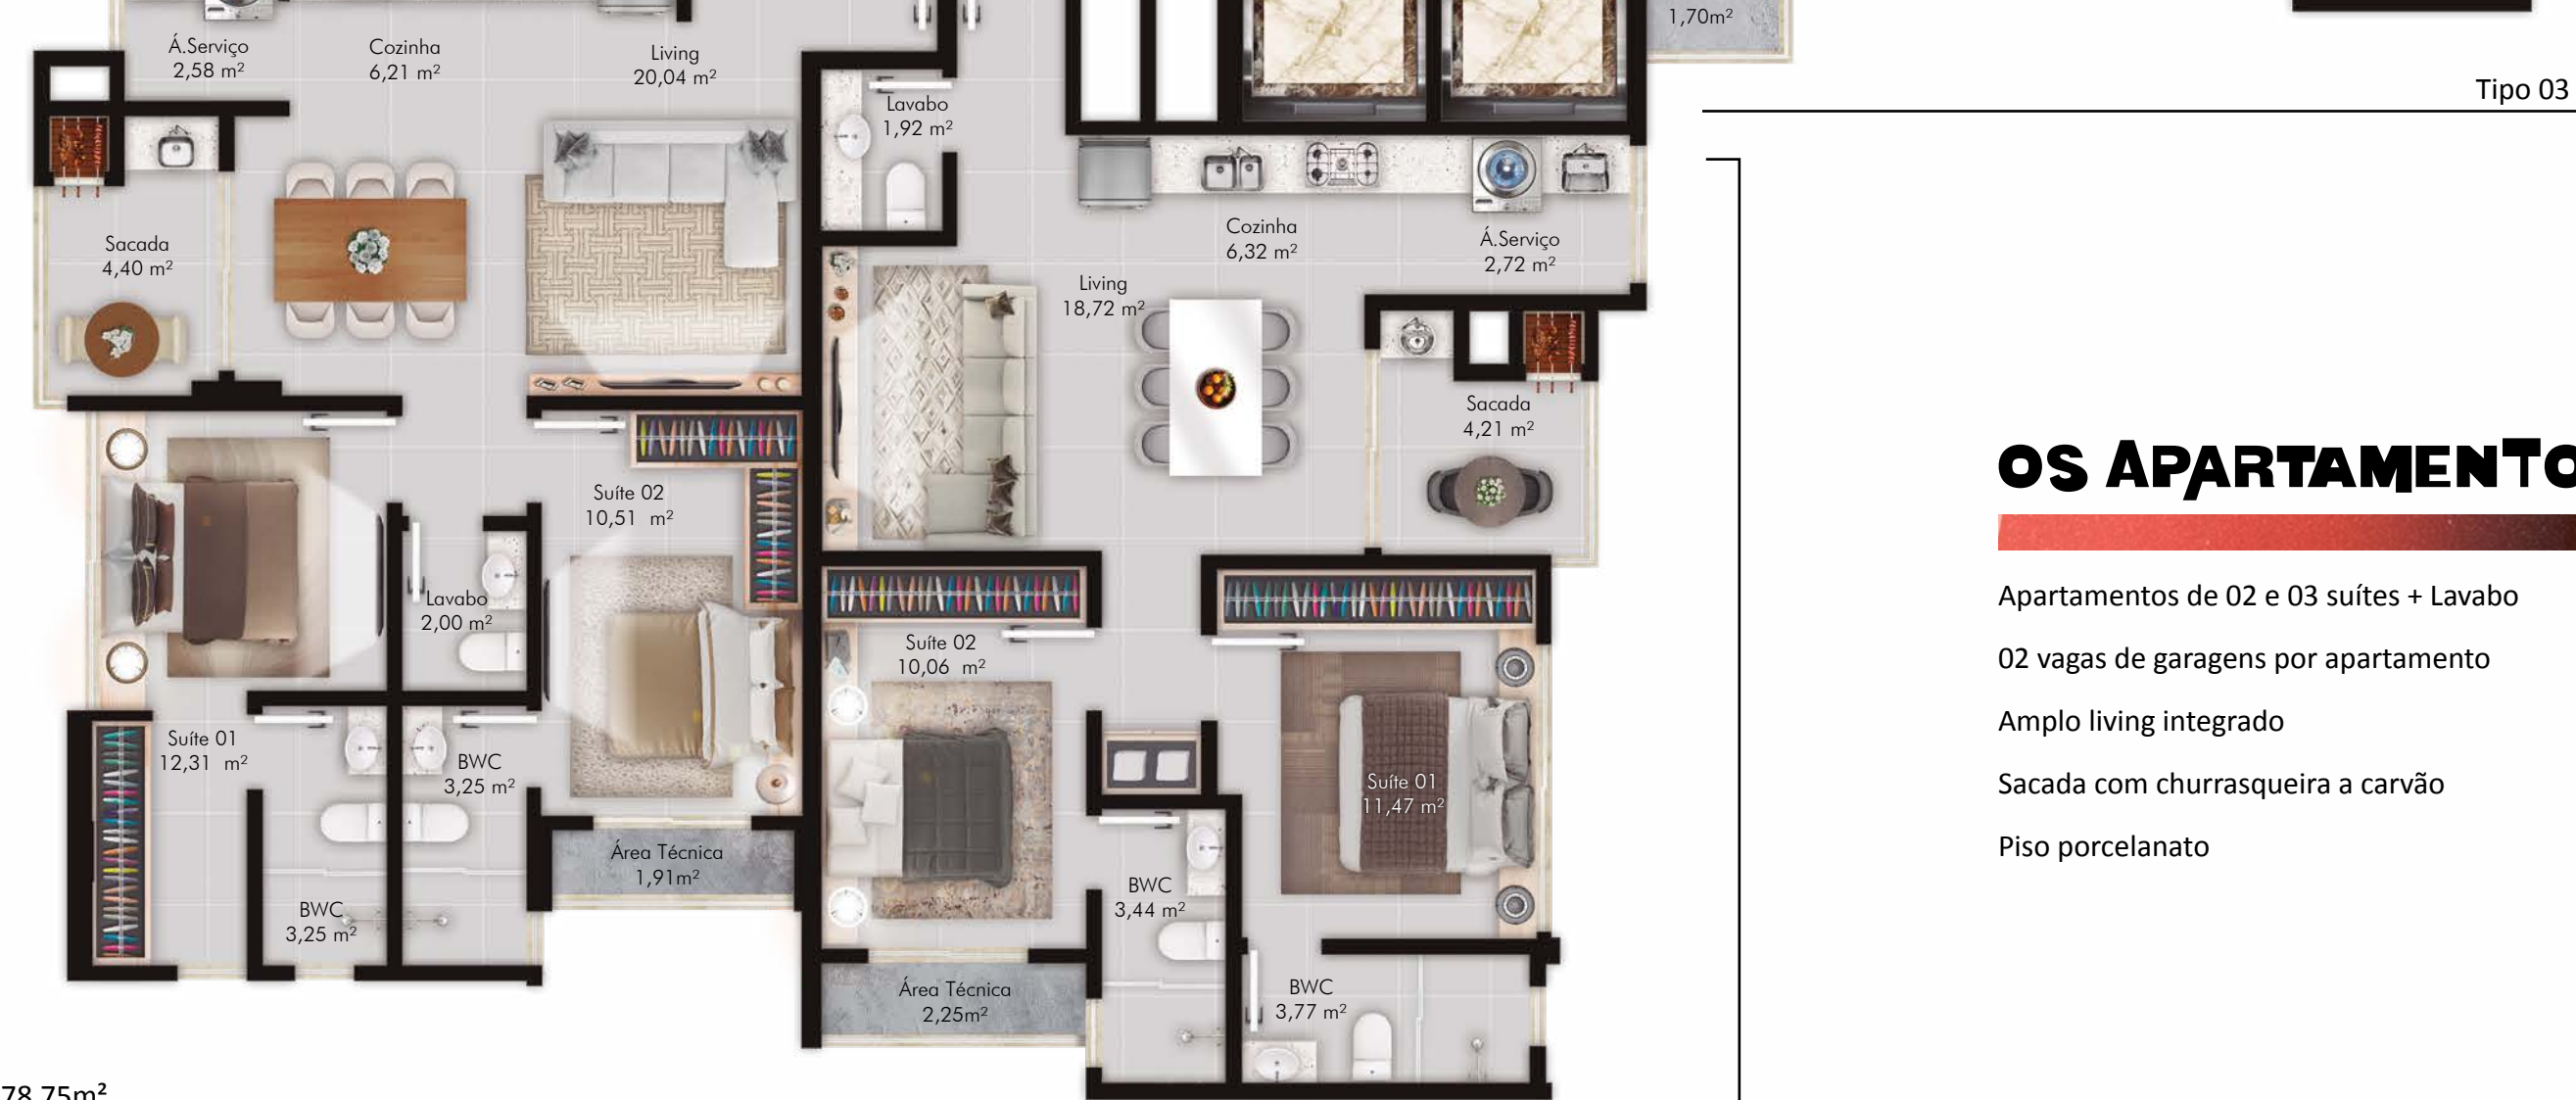 1,70m²
Á.Serviço
2,58 m²
Cozinha
6,21 m²
Living
20,04 m²
Lavabo
1,92 m²
Tipo 03
Sacada
4,40 m²
Cozinha
6,32 m²
Á.Serviço
2,72 m²
Living
18,72 m²
Sacada
4,21 m²
Suíte 02
10,51 m²
Lavabo
2,00 m²
Suíte 02
10,06 m²
Suíte 01
12,31 m²
BWC
3,25 m²
Suíte 01
11,47 m²
Área Técnica
1,91m²
BWC
3,25 m²
BWC
3,44 m²
Área Técnica
2,25m²
BWC
3,77 m²
78,75m²
OS APARTAMENTO
Apartamentos de 02 e 03 suítes + Lavabo
02 vagas de garagens por apartamento
Amplo living integrado
Sacada com churrasqueira a carvão
Piso porcelanato